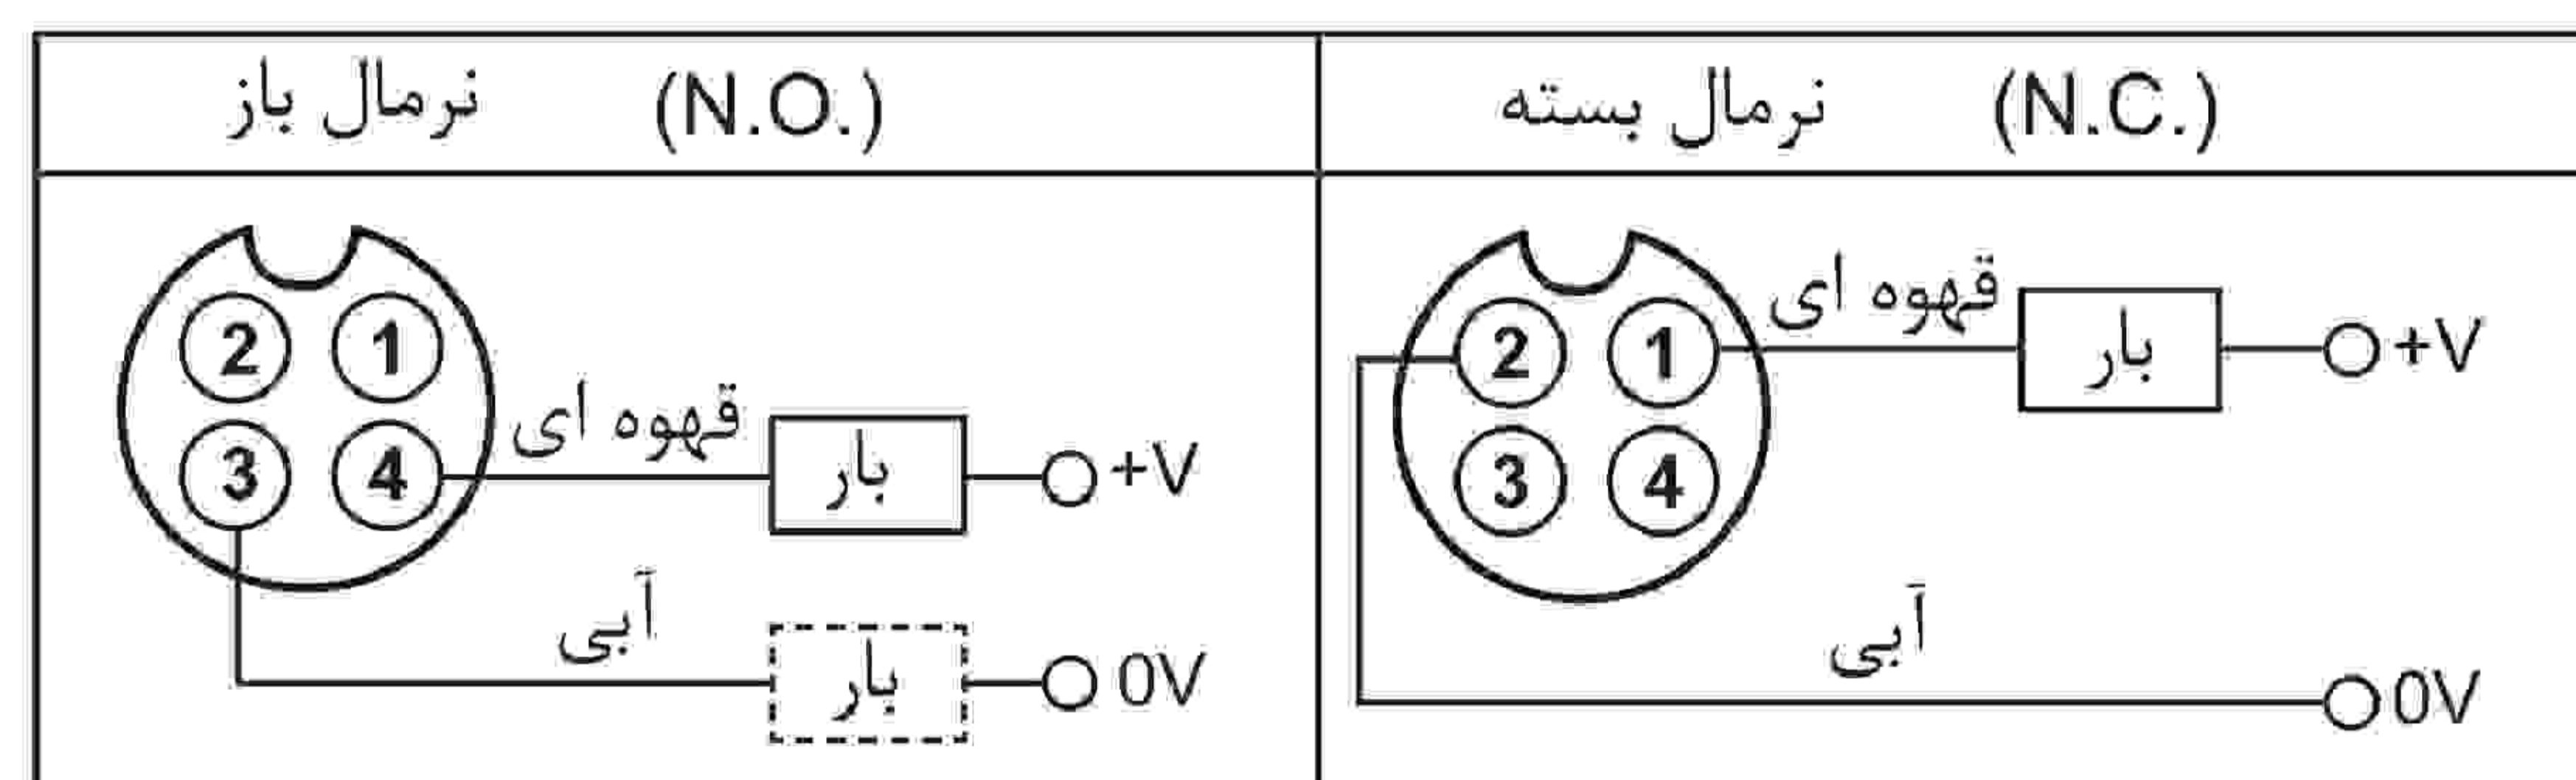 نرمال باز (N.O.)
2 1
3 4
قهوه ای
بار
+V
آبی
بار
0V
نرمال بسته (N.C.)
2 1
3 4
قهوه ای
بار
+V
آبی
0V